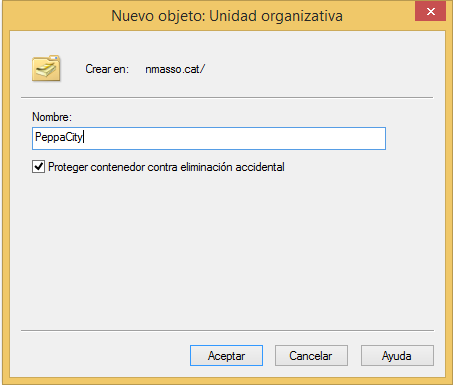 Nuevo objeto: Unidad organizativa
Crear en: nmasso.cat/
Nombre:
PeppaCity
Proteger contenedor contra eliminación accidental
Aceptar Cancelar Ayuda